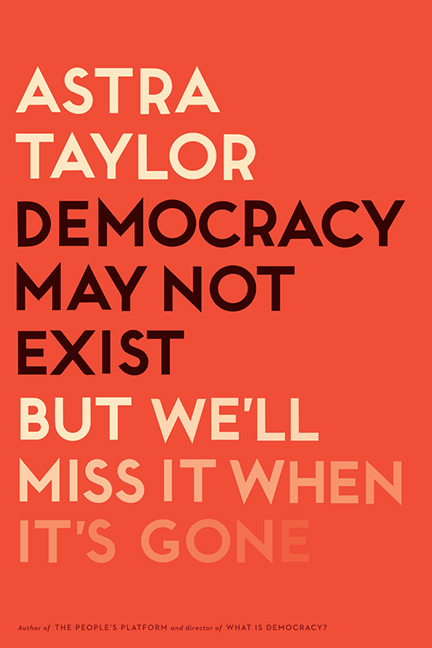 ASTRA
TAYLOR
DEMOCRACY
MAY NOT
EXIST
BUT WE'LL
MISS IT WHEN
IT'S GONE
Author of THE PEOPLE'S PLATFORM and director of WHAT IS DEMOCRACY?